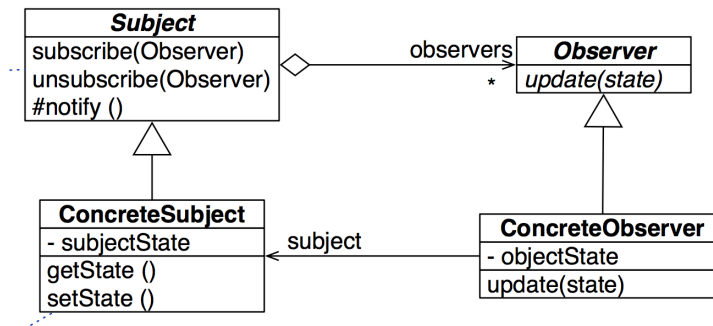 Subject
subscribe(Observer)
unsubscribe(Observer)
#notify ()
observers
*
Observer
update(state)
ConcreteSubject
- subjectState
getState ()
setState ()
subject
ConcreteObserver
- objectState
update(state)